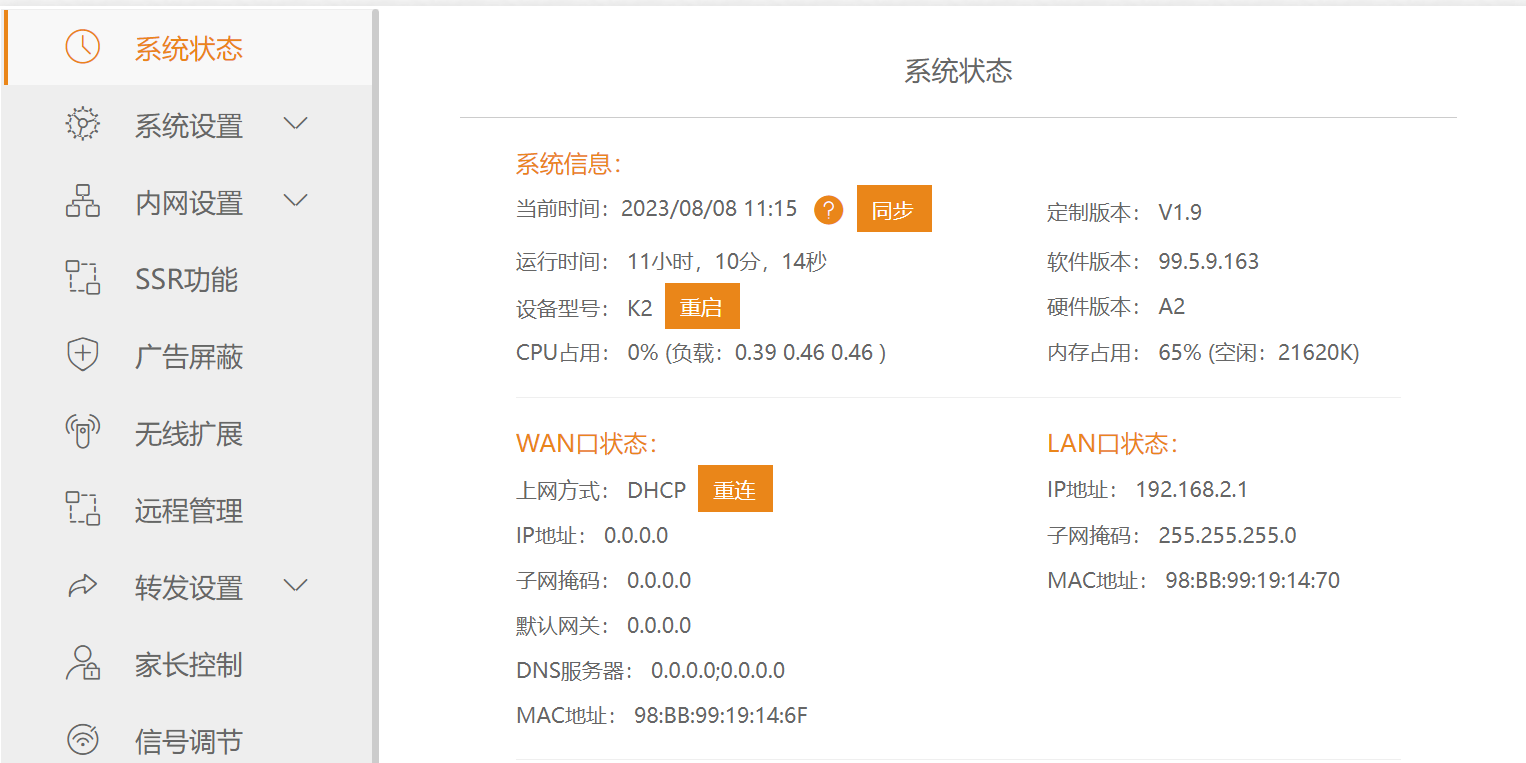 系统状态
系统设置
内网设置
SSR功能
广告屏蔽
无线扩展
远程管理
转发设置
家长控制
信号调节
系统状态
系统信息:
当前时间: 2023/08/08 11:15 ? 同步
定制版本: V1.9
运行时间: 11小时，10分，14秒
软件版本: 99.5.9.163
设备型号: K2 重启
硬件版本: A2
CPU占用: 0% (负载: 0.39 0.46 0.46 )
内存占用: 65% (空闲: 21620K)
WAN口状态:
上网方式: DHCP 重连
IP地址: 0.0.0.0
子网掩码: 0.0.0.0
默认网关: 0.0.0.0
DNS服务器: 0.0.0.0;0.0.0.0
MAC地址: 98:BB:99:19:14:6F
LAN口状态:
IP地址: 192.168.2.1
子网掩码: 255.255.255.0
MAC地址: 98:BB:99:19:14:70